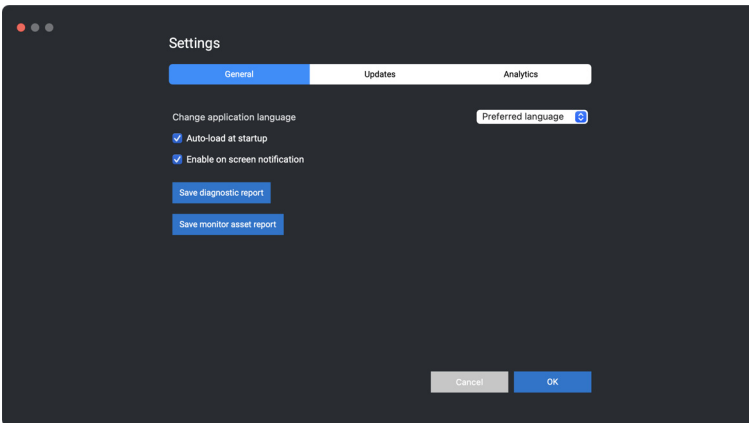 Settings
General Updates Analytics
Change application language Preferred language
Auto-load at startup
Enable on screen notification
Save diagnostic report
Save monitor asset report
Cancel OK